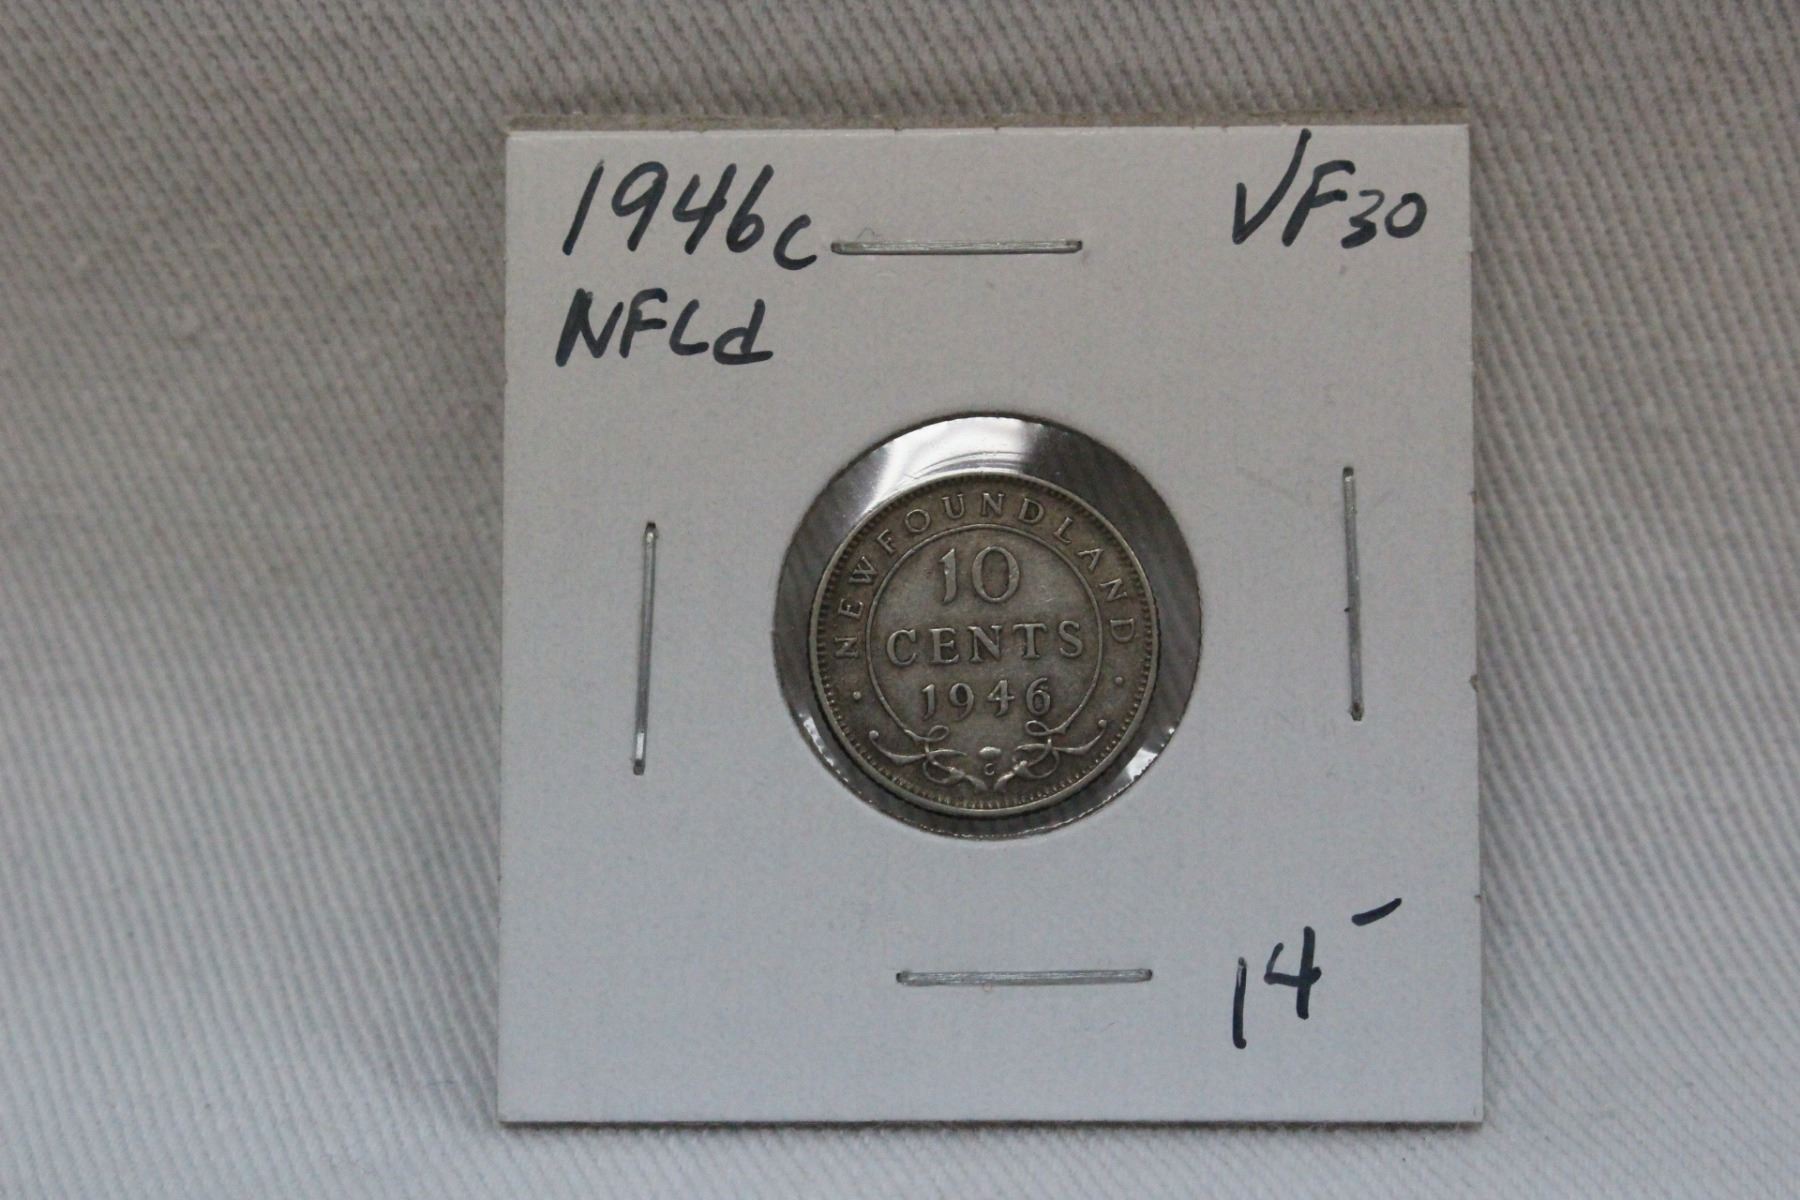 1946c
VF30
NFLd
NEWFOUNDLAND
10
CENTS
1946
C
14-